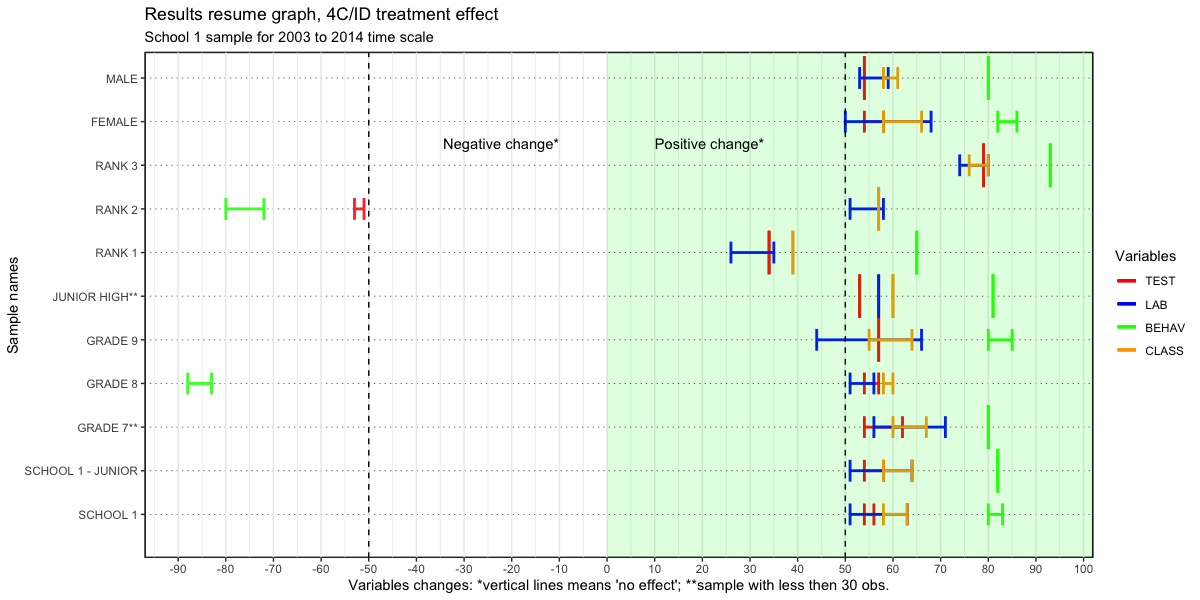 Results resume graph, 4C/ID treatment effect
School 1 sample for 2003 to 2014 time scale
Sample names
MALE
FEMALE
RANK 3
RANK 2
RANK 1
JUNIOR HIGH**
GRADE 9
GRADE 8
GRADE 7**
SCHOOL 1 - JUNIOR
SCHOOL 1
Negative change*
Positive change*
-90 -80 -70 -60 -50 -40 -30 -20 -10 0 10 20 30 40 50 60 70 80 90 100
Variables changes: *vertical lines means 'no effect'; **sample with less then 30 obs.
Variables
TEST
LAB
BEHAV
CLASS